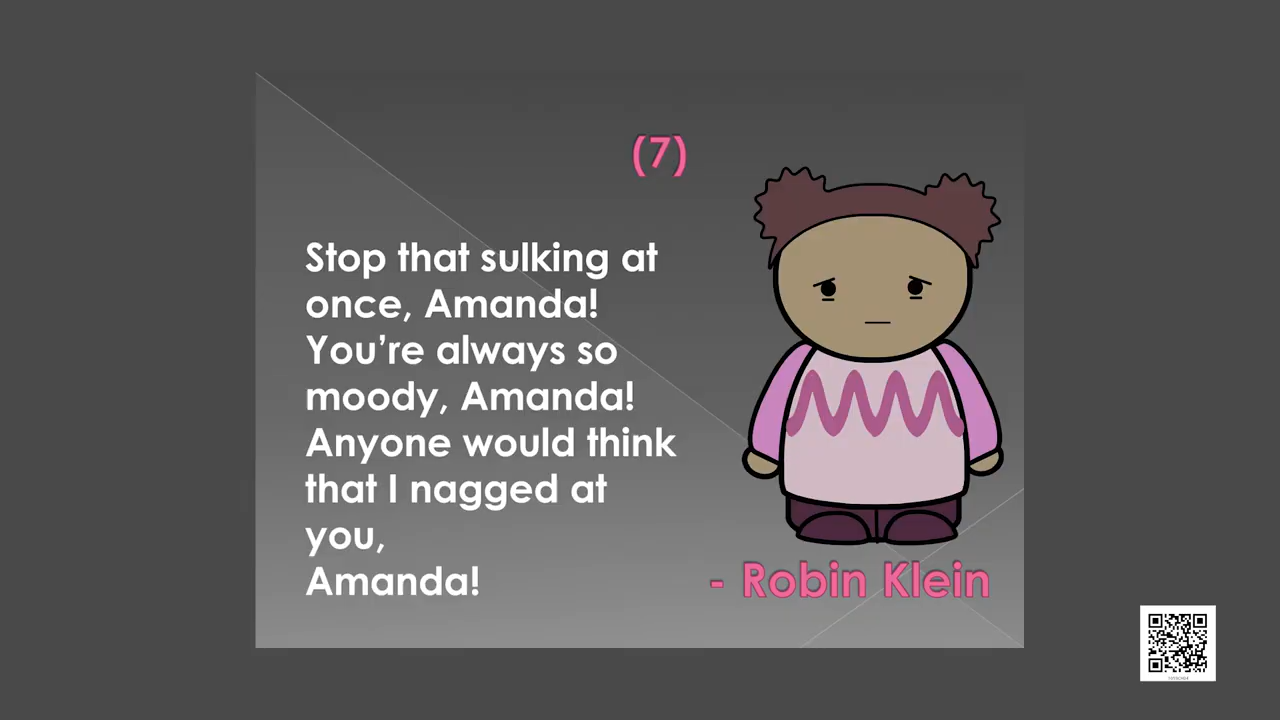 (7)
Stop that sulking at
once, Amanda!
You’re always so
moody, Amanda!
Anyone would think
that I nagged at
you,
Amanda!
- Robin Klein